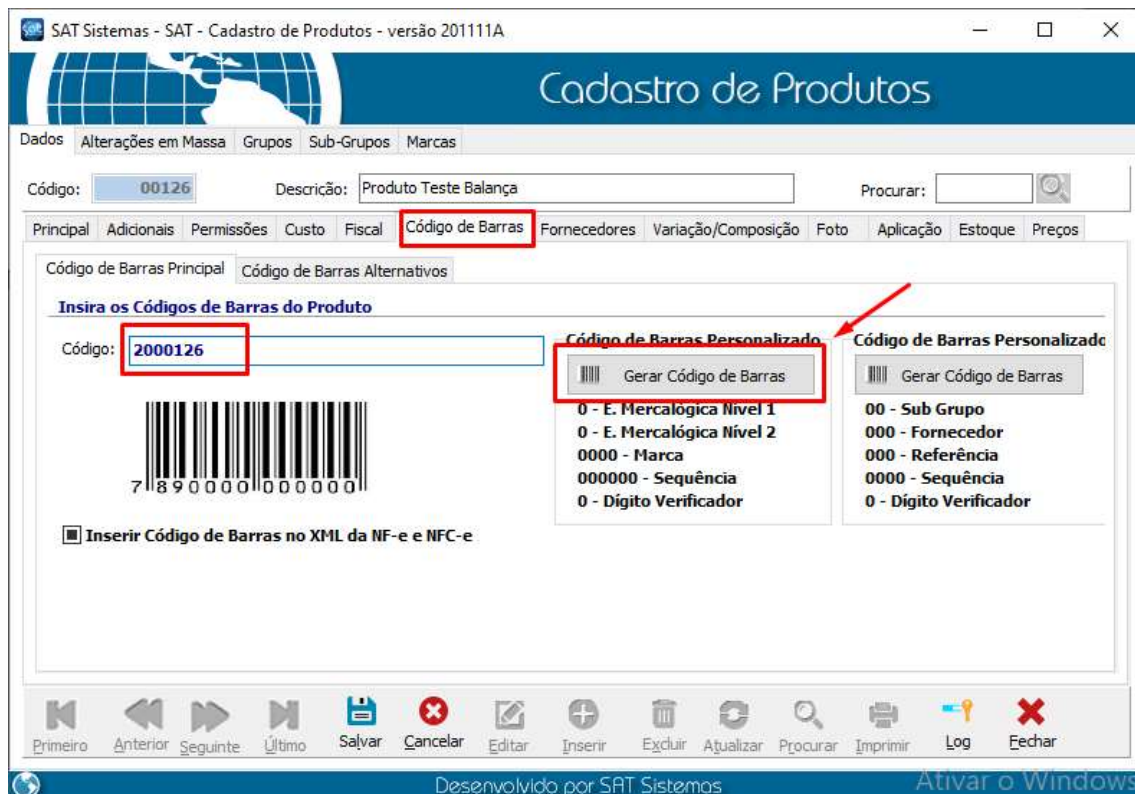 SAT Sistemas - SAT - Cadastro de Produtos - versão 201111A
Cadastro de Produtos
Dados Alterações em Massa Grupos Sub-Grupos Marcas
Código: 00126 Descrição: Produto Teste Balança Procurar:
Principal Adicionais Permissões Custo Fiscal Código de Barras Fornecedores Variação/Composição Foto Aplicação Estoque Preços
Código de Barras Principal Código de Barras Alternativos
Insira os Códigos de Barras do Produto
Código: 2000126
Código de Barras Personalizado
Gerar Código de Barras
0 - E. Mercalógica Nível 1
0 - E. Mercalógica Nível 2
0000 - Marca
000000 - Sequência
0 - Dígito Verificador
Código de Barras Personalizado
Gerar Código de Barras
00 - Sub Grupo
000 - Fornecedor
000 - Referência
0000 - Sequência
0 - Dígito Verificador
7 890000 000000
Inserir Código de Barras no XML da NF-e e NFC-e
Primeiro Anterior Seguinte Último Salvar Cancelar Editar Inserir Excluir Atualizar Procurar Imprimir Log Fechar
Desenvolvido por SAT Sistemas
Ativar o Windows